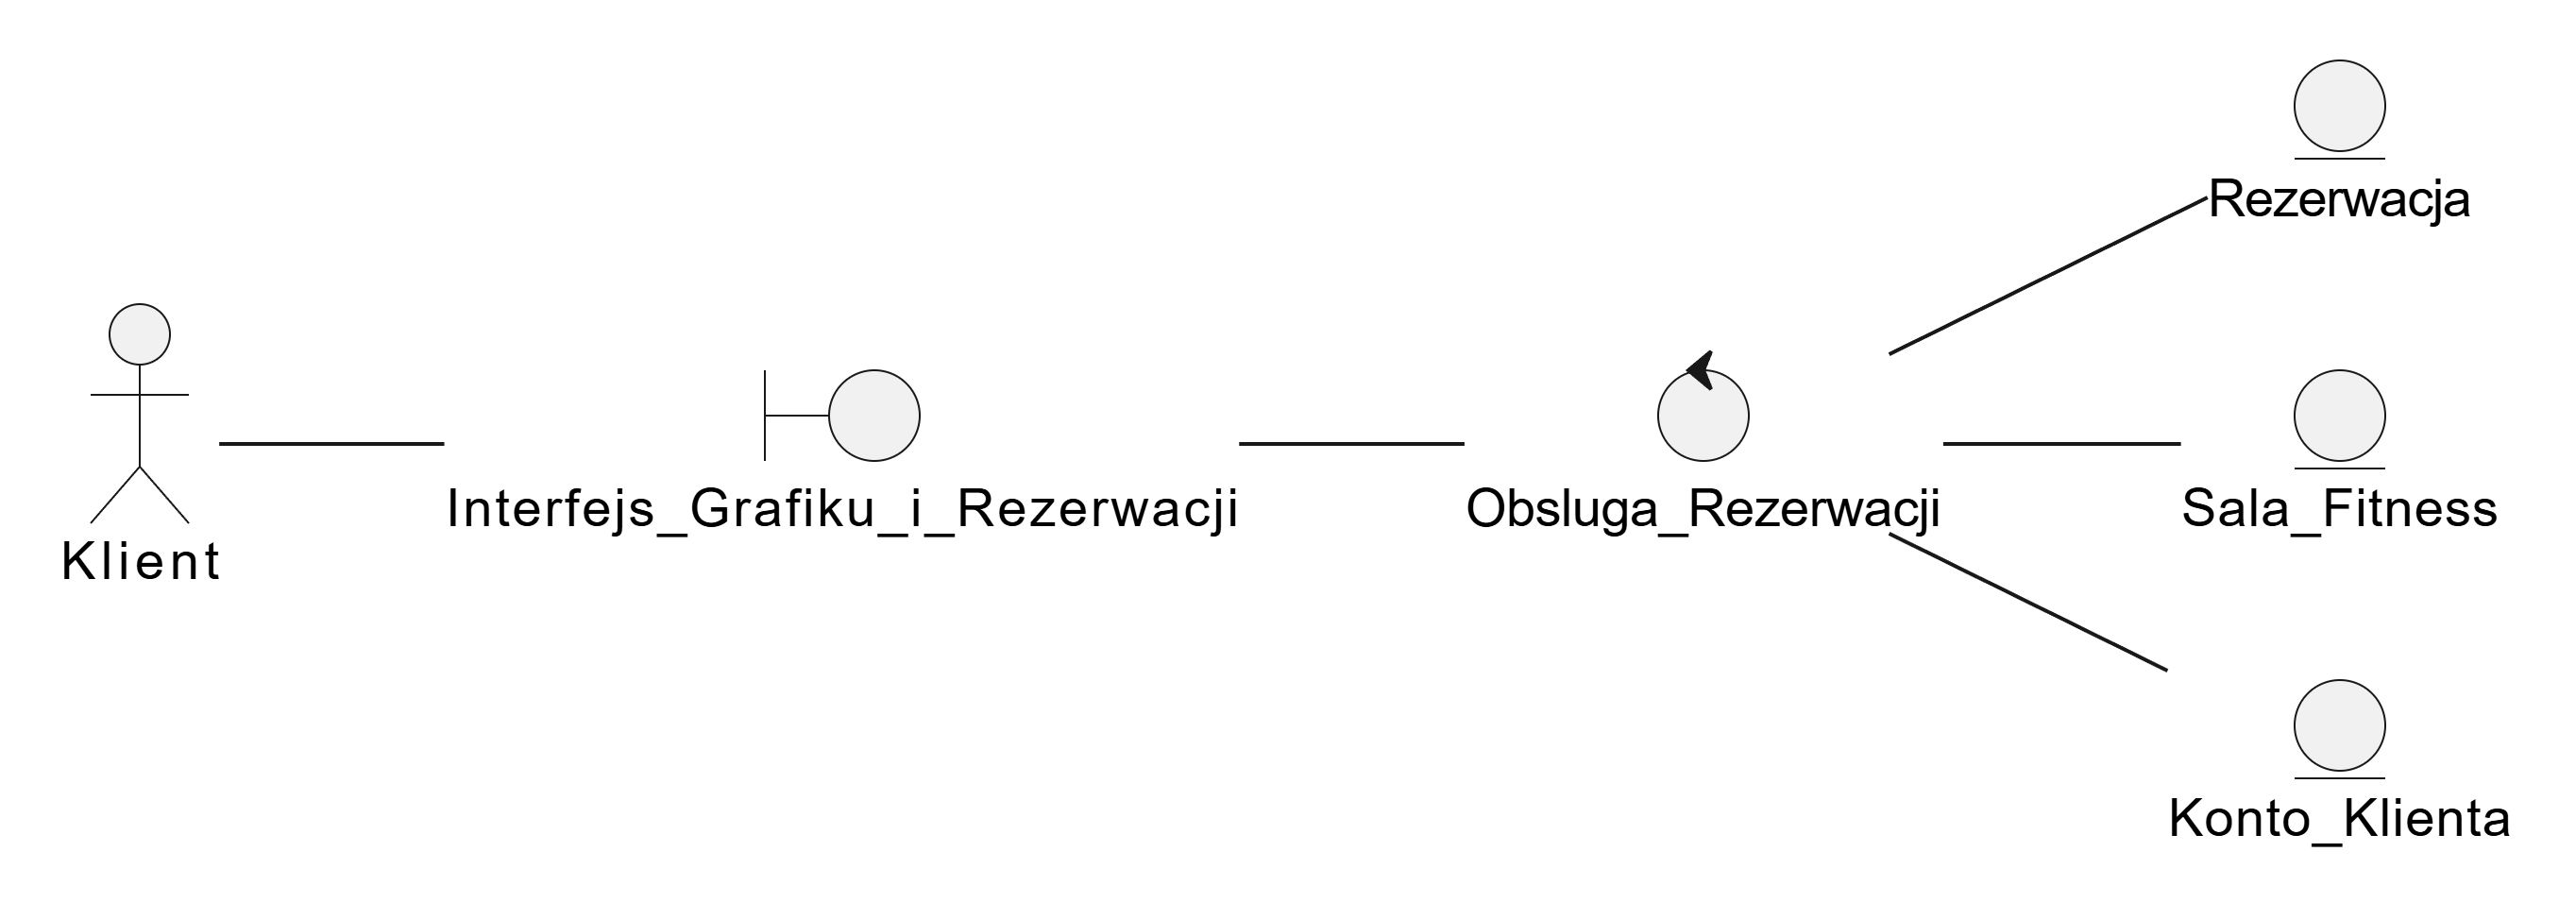 Rezerwacja
Klient
Interfejs_Grafiku_i_Rezerwacji
Obsluga_Rezerwacji
Sala_Fitness
Konto_Klienta